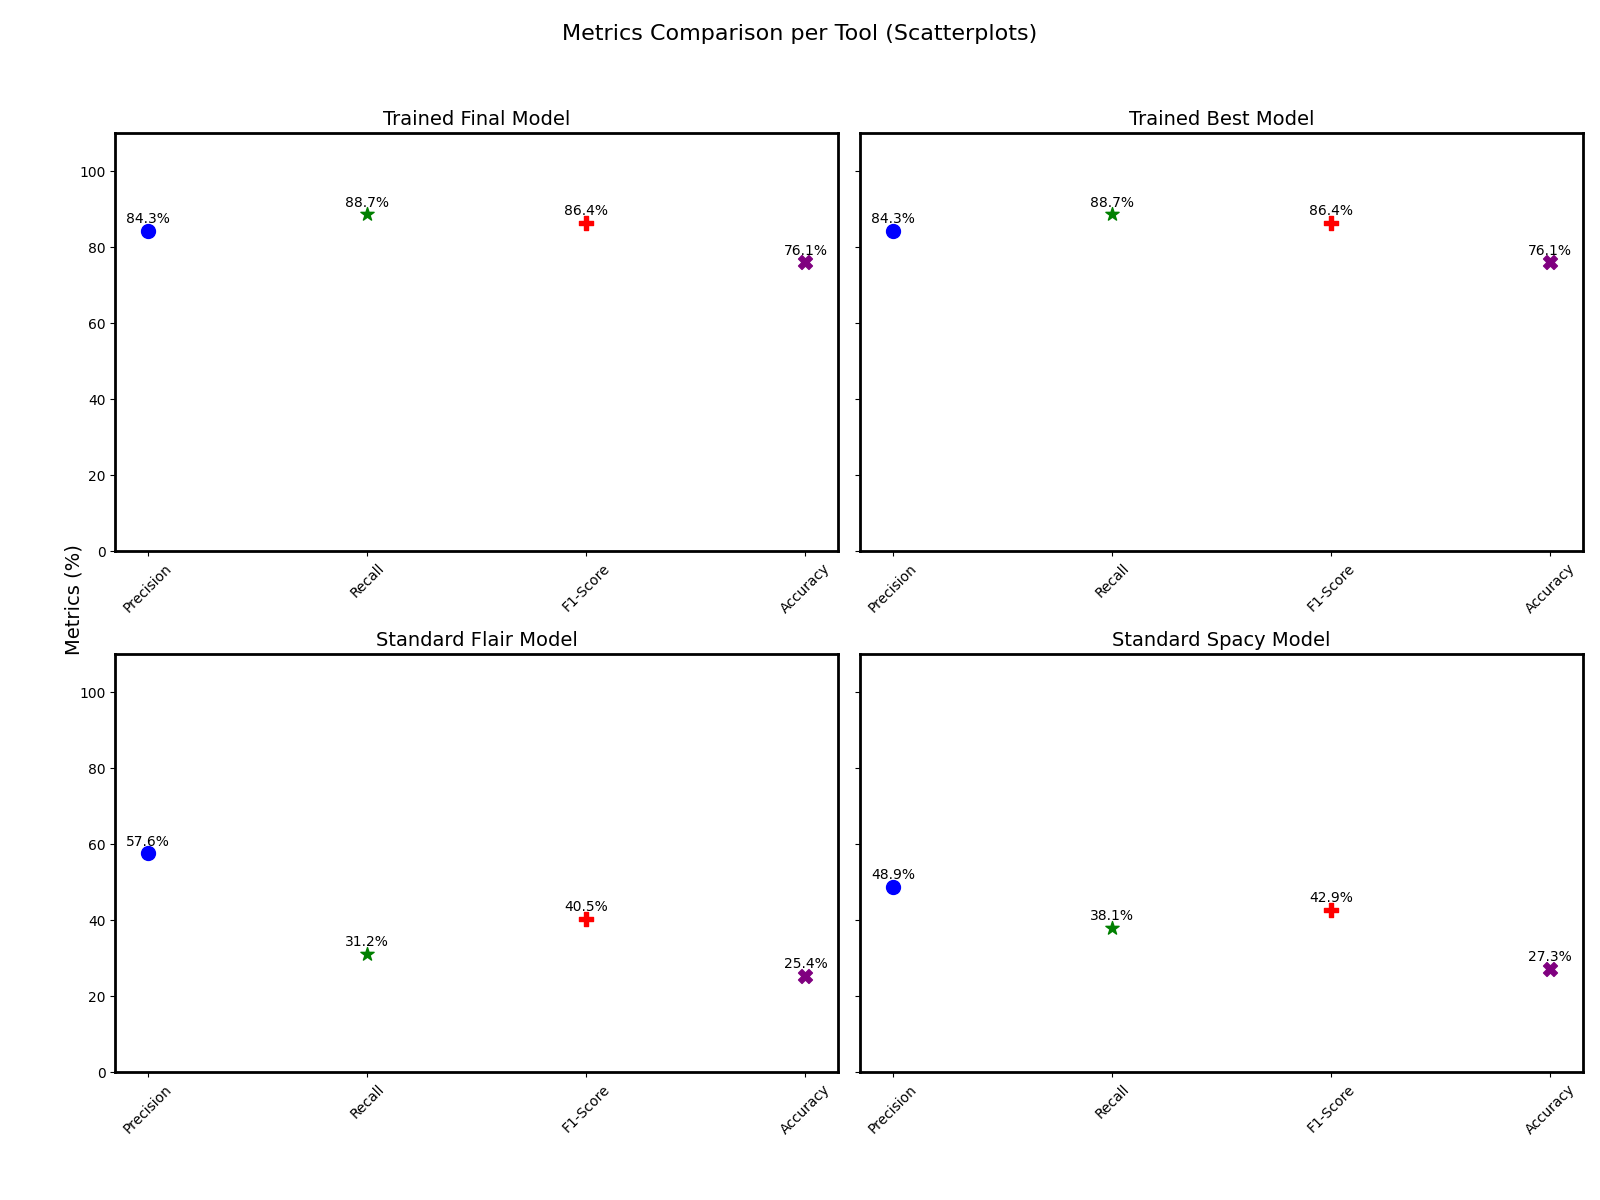 Metrics Comparison per Tool (Scatterplots)
Metrics (%)
Trained Final Model
100
80
60
40
20
0
84.3%
88.7%
86.4%
76.1%
Precision
Recall
F1-Score
Accuracy
Trained Best Model
84.3%
88.7%
86.4%
76.1%
Precision
Recall
F1-Score
Accuracy
Standard Flair Model
100
80
60
40
20
0
57.6%
31.2%
40.5%
25.4%
Precision
Recall
F1-Score
Accuracy
Standard Spacy Model
48.9%
38.1%
42.9%
27.3%
Precision
Recall
F1-Score
Accuracy